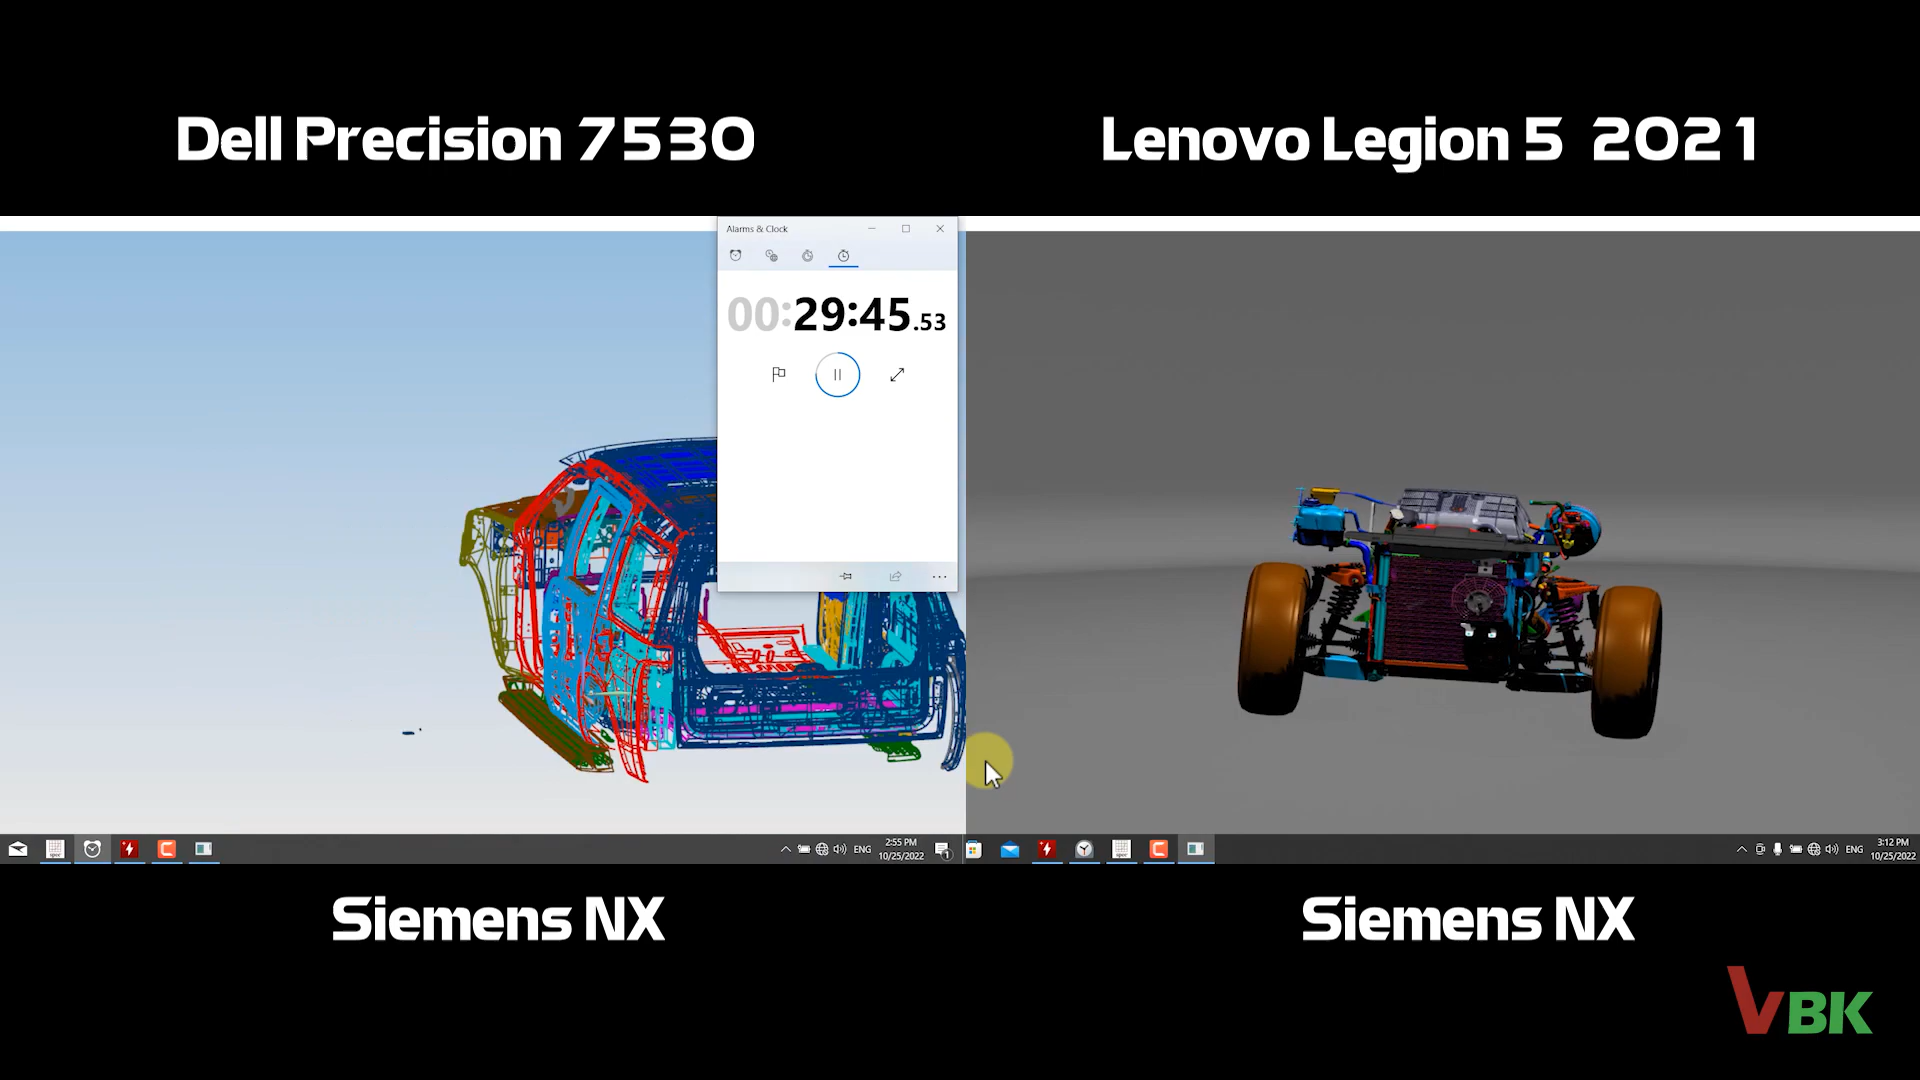 Dell Precision 7530
Lenovo Legion 5 2021
Alarms & Clock
00:29:45.53
ENG
2:55 PM
10/25/2022
1
ENG
3:12 PM
10/25/2022
Siemens NX
Siemens NX
VBK